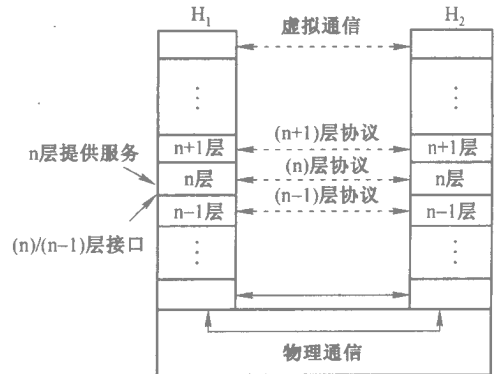 H₁
H₂
虚拟通信
⋮
⋮
n+1层
(n+1)层协议
n+1层
n层提供服务
n层
(n)层协议
n层
n−1层
(n−1)层协议
n−1层
(n)/(n−1)层接口
⋮
⋮
物理通信